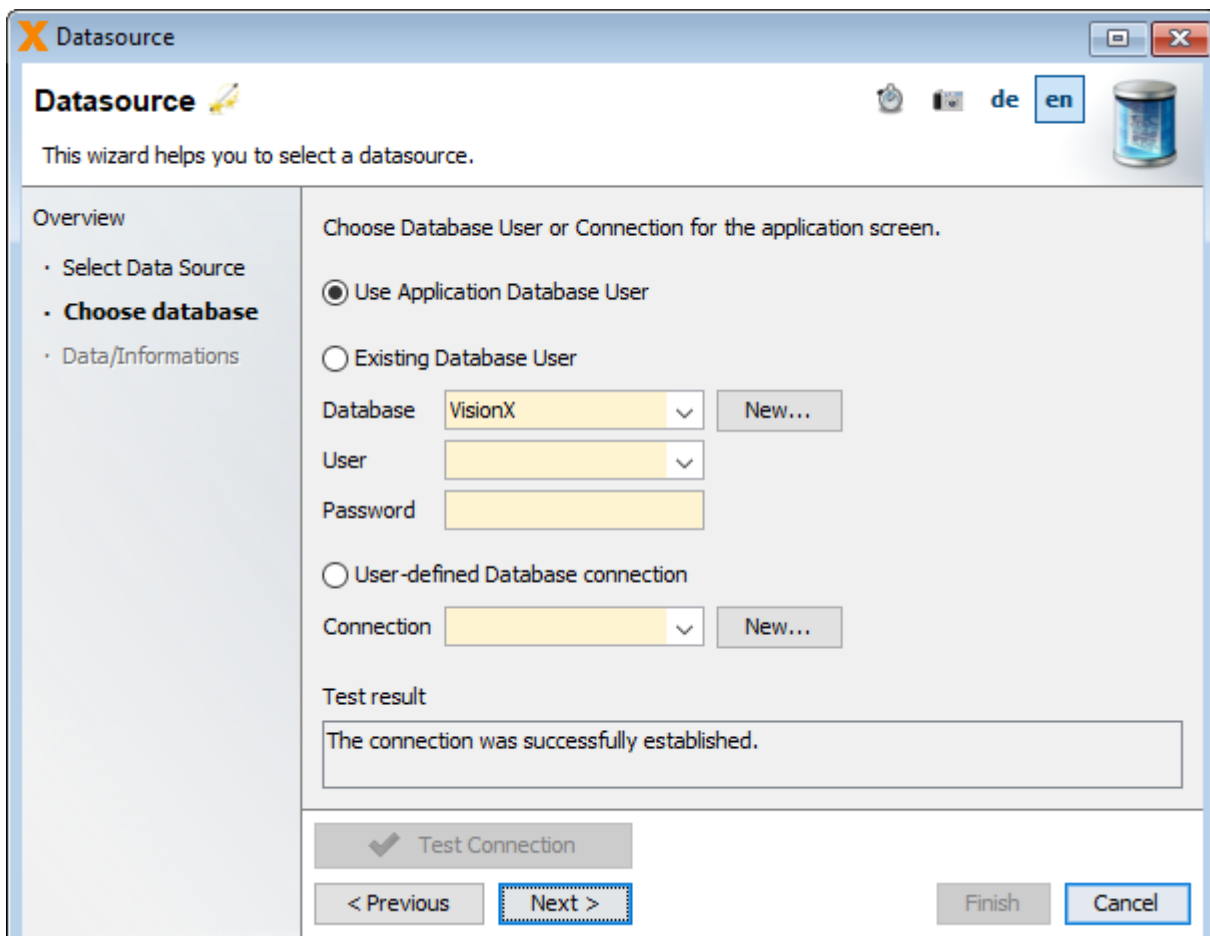 Datasource
Datasource
de en
This wizard helps you to select a datasource.
Overview
· Select Data Source
· Choose database
· Data/Informations
Choose Database User or Connection for the application screen.
Use Application Database User
Existing Database User
Database VisionX New...
User
Password
User-defined Database connection
Connection New...
Test result
The connection was successfully established.
Test Connection
< Previous Next > Finish Cancel